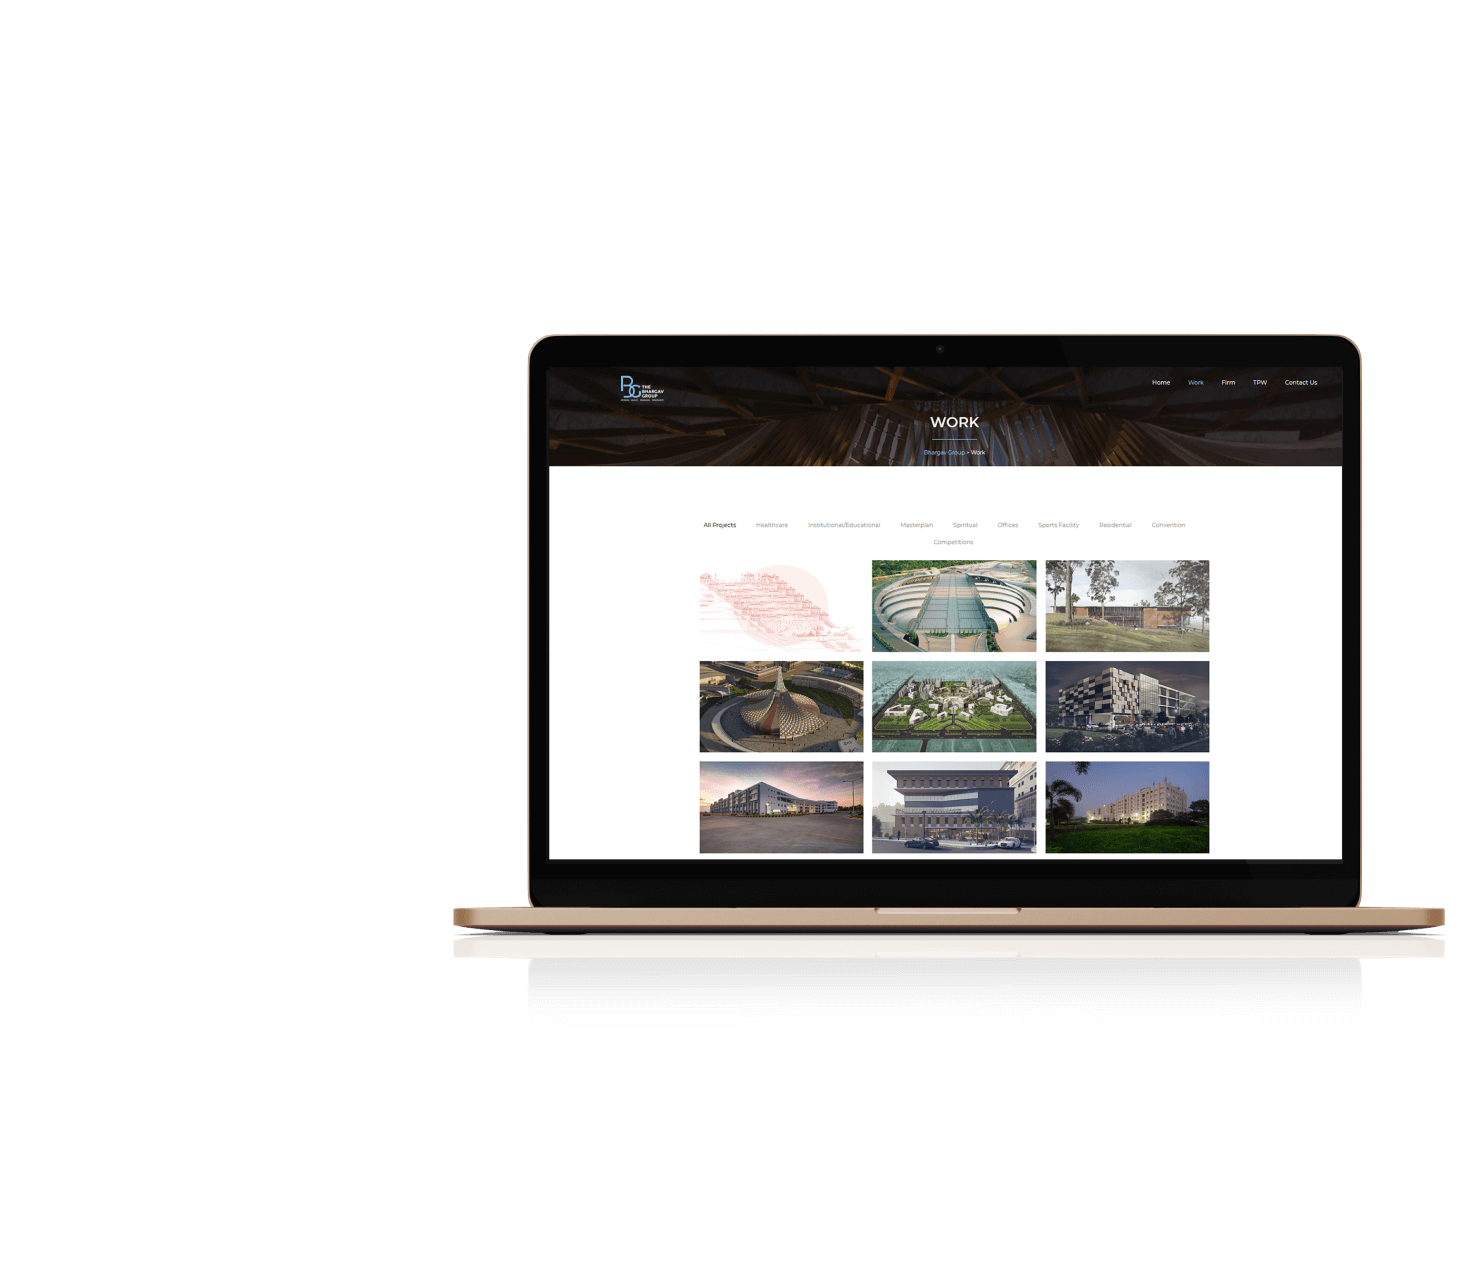 THE
BHARGAV
GROUP
Home Work Firm TPW Contact Us
WORK
Bhargav Group > Work
All Projects Healthcare Institutional/Educational Masterplan Spiritual Offices Sports Facility Residential Convention
Competitions